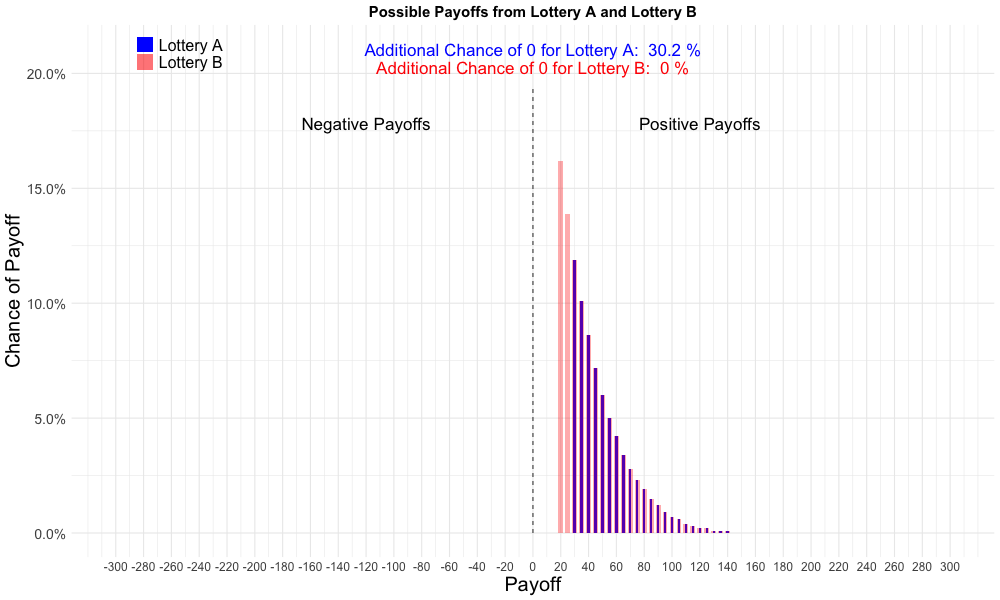 Possible Payoffs from Lottery A and Lottery B
Lottery A
Lottery B
Additional Chance of 0 for Lottery A:  30.2 %
Additional Chance of 0 for Lottery B:  0 %
Negative Payoffs
Positive Payoffs
Chance of Payoff
20.0%
15.0%
10.0%
5.0%
0.0%
-300 -280 -260 -240 -220 -200 -180 -160 -140 -120 -100 -80 -60 -40 -20 0 20 40 60 80 100 120 140 160 180 200 220 240 260 280 300
Payoff